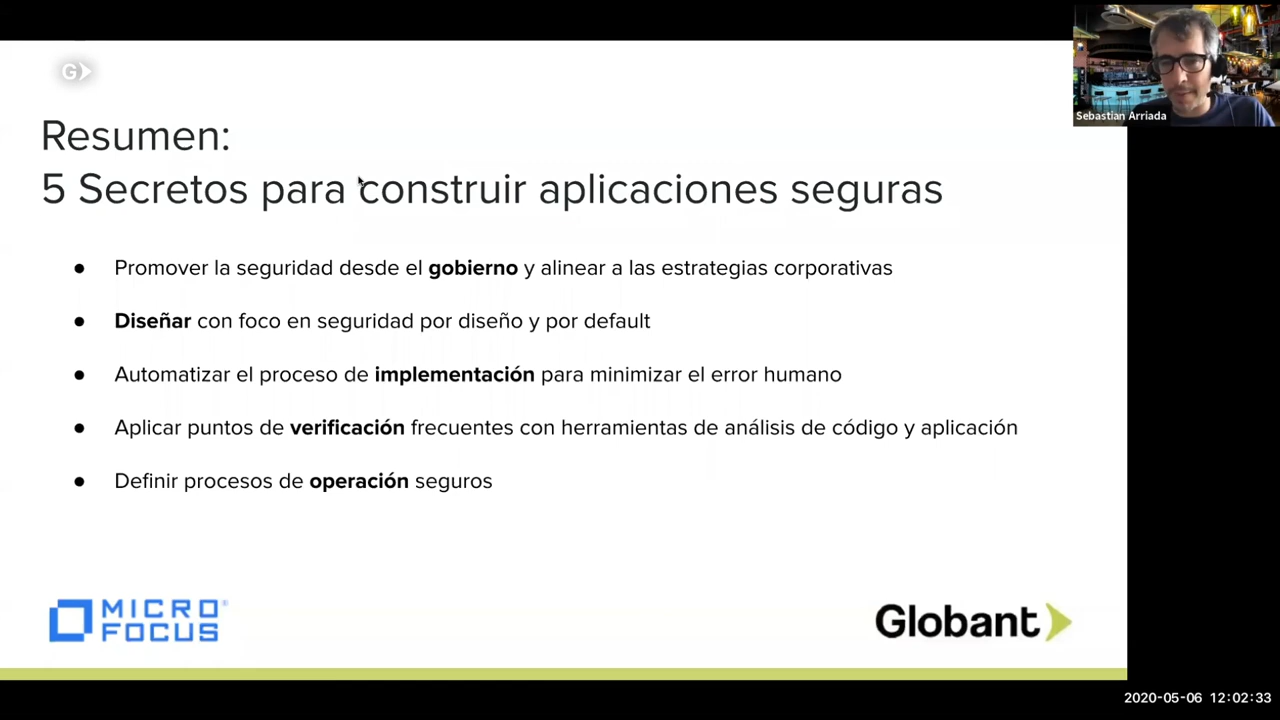 G
Sebastian Arriada
Resumen:
5 Secretos para construir aplicaciones seguras
● Promover la seguridad desde el gobierno y alinear a las estrategias corporativas
● Diseñar con foco en seguridad por diseño y por default
● Automatizar el proceso de implementación para minimizar el error humano
● Aplicar puntos de verificación frecuentes con herramientas de análisis de código y aplicación
● Definir procesos de operación seguros
MICRO
FOCUS®
Globant
2020-05-06 12:02:33